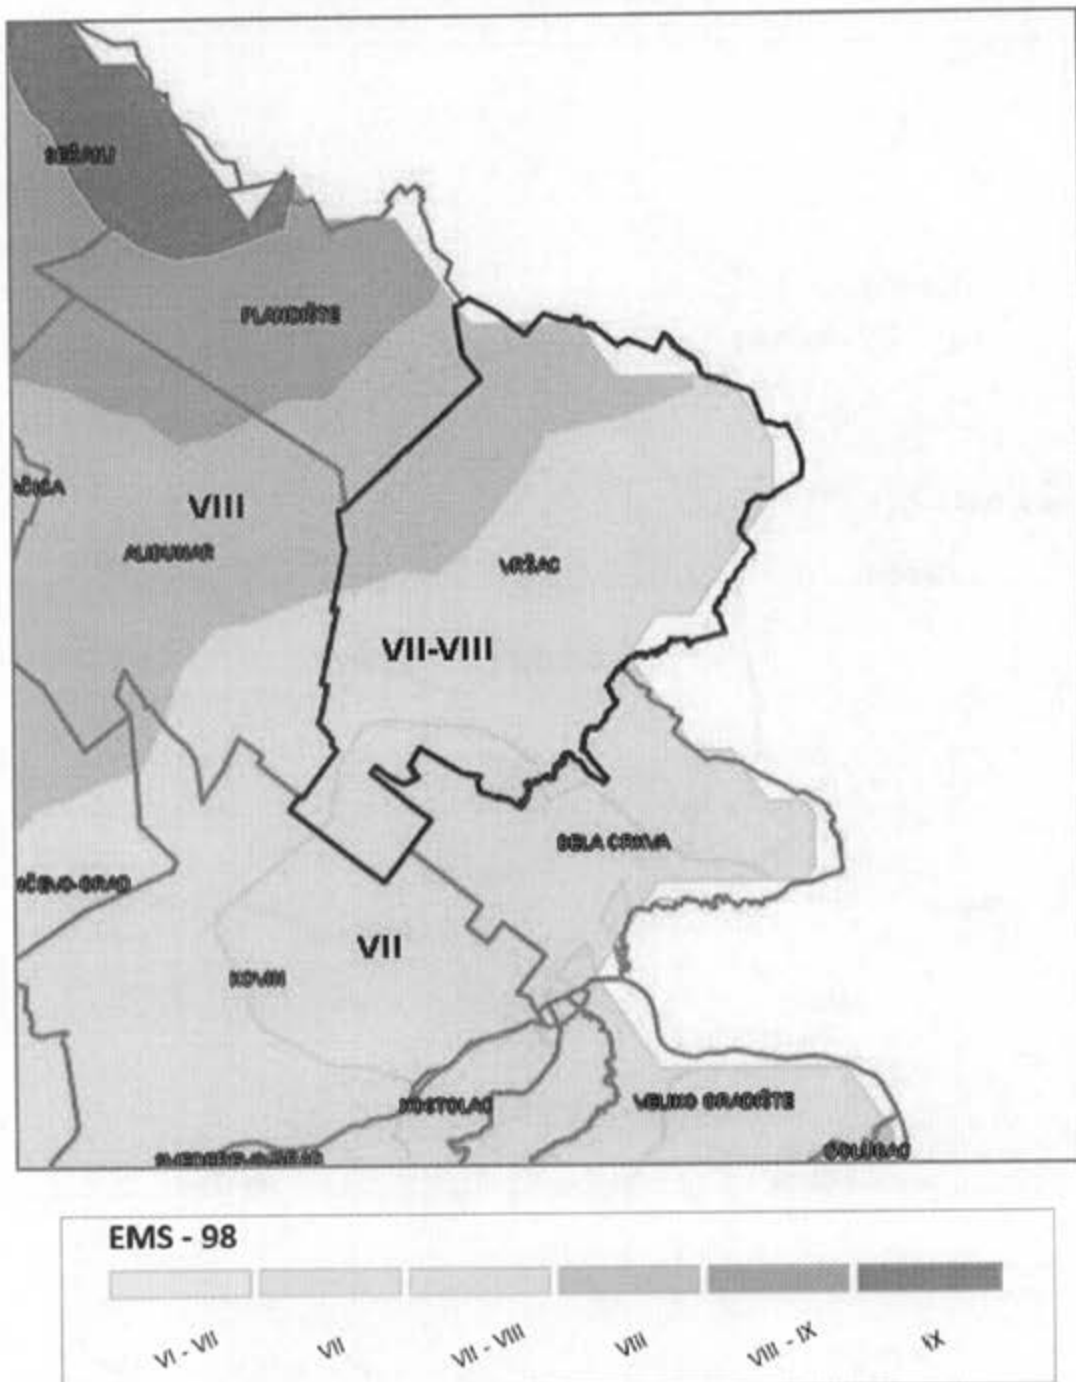 SEČANJ
PLANDIŠTE
VIII
ALIBUNAR
VRŠAC
VII-VIII
BELA CRKVA
VII
KOVIN
KOSTOLAC
VELIKO GRADIŠTE
GOLUBAC
EMS - 98
VI - VII
VII
VII - VIII
VIII
VIII - IX
IX